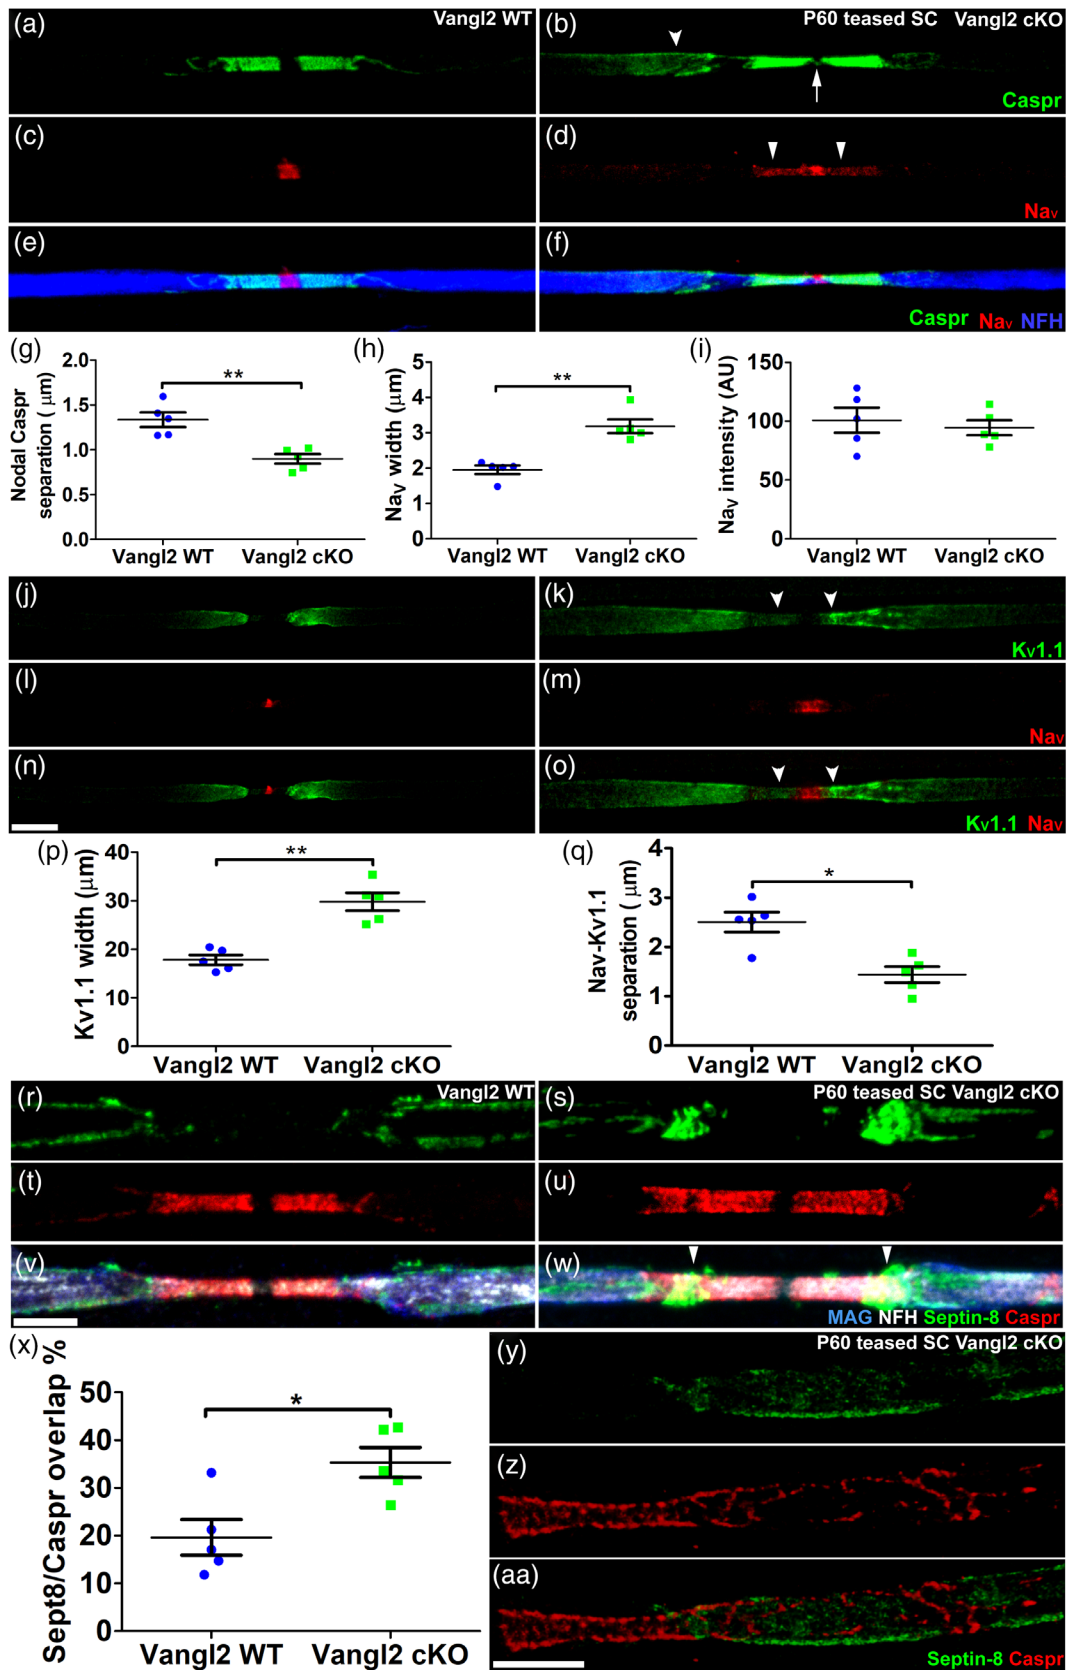 (a) Vangl2 WT
(b) P60 teased SC Vangl2 cKO
Caspr
(c)
(d)
Nav
(e)
(f)
Caspr Nav NFH
(g)
Nodal Caspr
separation ( μm)
2.0
1.5
1.0
0.5
0.0
**
Vangl2 WT Vangl2 cKO
(h)
Nav width (μm)
5
4
3
2
1
0
**
Vangl2 WT Vangl2 cKO
(i)
Nav intensity (AU)
150
100
50
0
Vangl2 WT Vangl2 cKO
(j)
(k)
Kv1.1
(l)
(m)
Nav
(n)
(o)
Kv1.1 Nav
(p)
Kv1.1 width (μm)
40
30
20
10
0
**
Vangl2 WT Vangl2 cKO
(q)
Nav-Kv1.1
separation ( μm)
4
3
2
1
0
*
Vangl2 WT Vangl2 cKO
(r) Vangl2 WT
(s) P60 teased SC Vangl2 cKO
(t)
(u)
(v)
(w)
MAG NFH Septin-8 Caspr
(x)
Sept8/Caspr overlap %
50
40
30
20
10
0
*
Vangl2 WT Vangl2 cKO
(y) P60 teased SC Vangl2 cKO
(z)
(aa)
Septin-8 Caspr